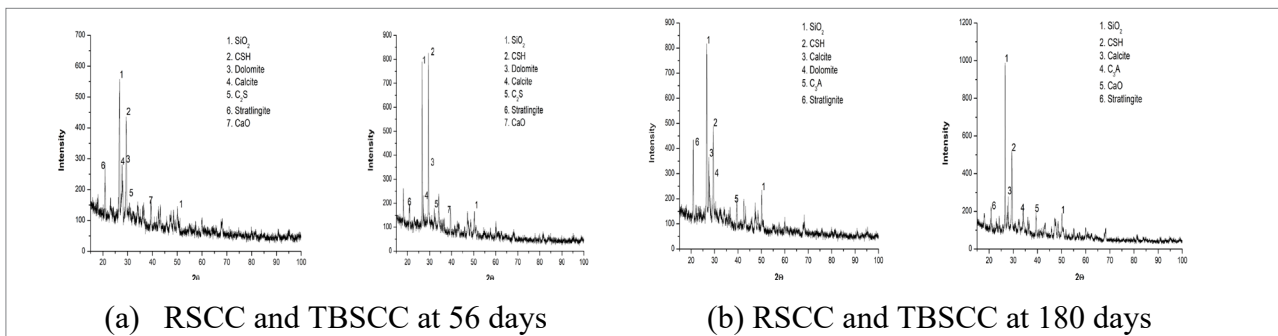 700
600
500
400
300
200
100
0
Intensity
20 30 40 50 60 70 80 90 100
2θ
1. SiO₂
2. CSH
3. Dolomite
4. Calcite
5. C₂S
6. Stratlingite
7. CaO
1
2
3
4
6
5
7
1
900
800
700
600
500
400
300
200
100
0
Intensity
20 30 40 50 60 70 80 90 100
2θ
1. SiO₂
2. CSH
3. Dolomite
4. Calcite
5. C₂S
6. Stratlingite
7. CaO
2
1
3
4
6
5
7
1
900
800
700
600
500
400
300
200
100
0
Intensity
20 30 40 50 60 70 80 90 100
2θ
1. SiO₂
2. CSH
3. Calcite
4. Dolomite
5. C₃A
6. Stratlignite
1
2
6
3
4
5
1
1200
1000
800
600
400
200
0
Intensity
20 30 40 50 60 70 80 90 100
2θ
1. SiO₂
2. CSH
3. Calcite
4. C₃A
5. CaO
6. Stratlingite
1
2
3
6
4
5
1
(a) RSCC and TBSCC at 56 days
(b) RSCC and TBSCC at 180 days